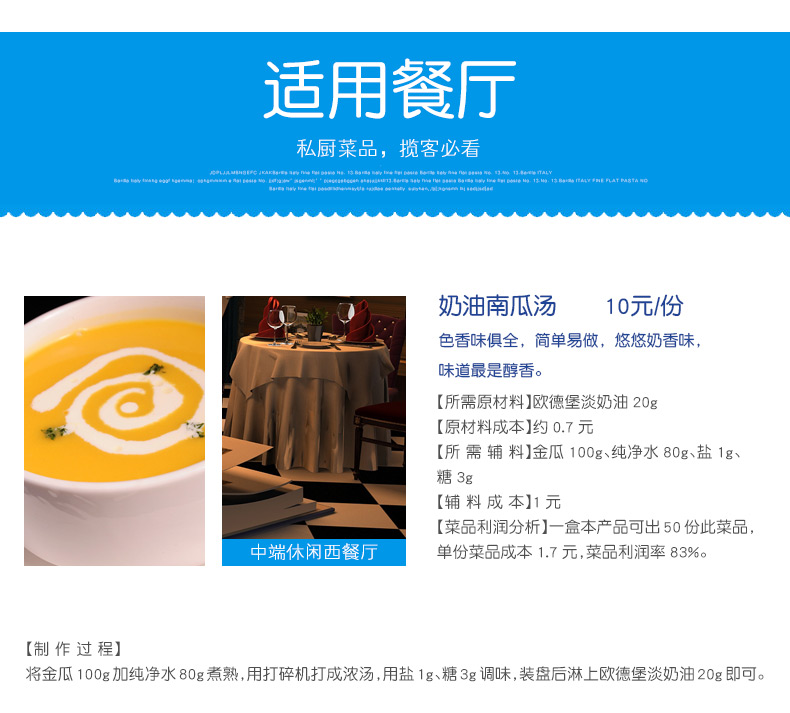 适用餐厅
私厨菜品，揽客必看
奶油南瓜汤 10元/份
色香味俱全，简单易做，悠悠奶香味，
味道最是醇香。
【所需原材料】欧德堡淡奶油 20g
【原材料成本】约 0.7 元
【所 需 辅 料】金瓜 100g、纯净水 80g、盐 1g、
糖 3g
【辅 料 成 本】1 元
【菜品利润分析】一盒本产品可出 50 份此菜品，
单份菜品成本 1.7 元，菜品利润率 83%。
中端休闲西餐厅
【制 作 过 程】
将金瓜 100g 加纯净水 80g 煮熟，用打碎机打成浓汤，用盐 1g、糖 3g 调味，装盘后淋上欧德堡淡奶油 20g 即可。